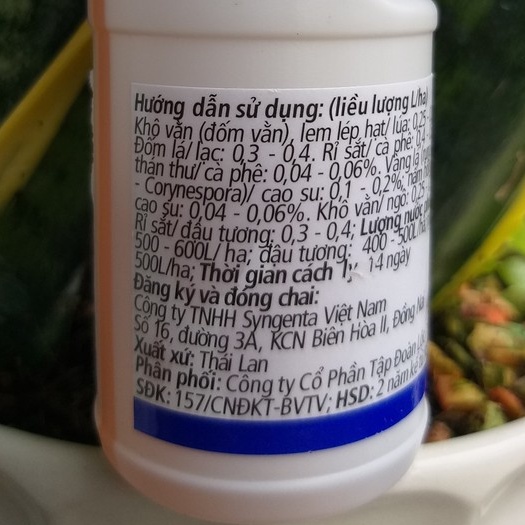 Hướng dẫn sử dụng: (liều lượng L/ha)
Khô vằn (đốm vằn), lem lép hạt/ lúa: 0,25
Đốm lá/ lạc: 0,3 - 0,4. Rỉ sắt/ cà phê: 0,4
thán thư/ cà phê: 0,04 - 0,06%. Vàng lá
- Corynespora)/ cao su: 0,1 - 0,2%, nấm
cao su: 0,04 - 0,06%. Khô vằn/ ngô: 0,25
Rỉ sắt/ đậu tương: 0,3 - 0,4; Lượng nước
500 - 600L/ ha; đậu tương: 400 - 500L/ha
500L/ha; Thời gian cách ly: 14 ngày
Đăng ký và đóng chai:
Công ty TNHH Syngenta Việt Nam
Số 16, đường 3A, KCN Biên Hòa II, Đồng Na
Xuất xứ: Thái Lan
Phân phối: Công ty Cổ Phần Tập Đoàn
SĐK: 157/CNĐKT-BVTV; HSD: 2 năm kể